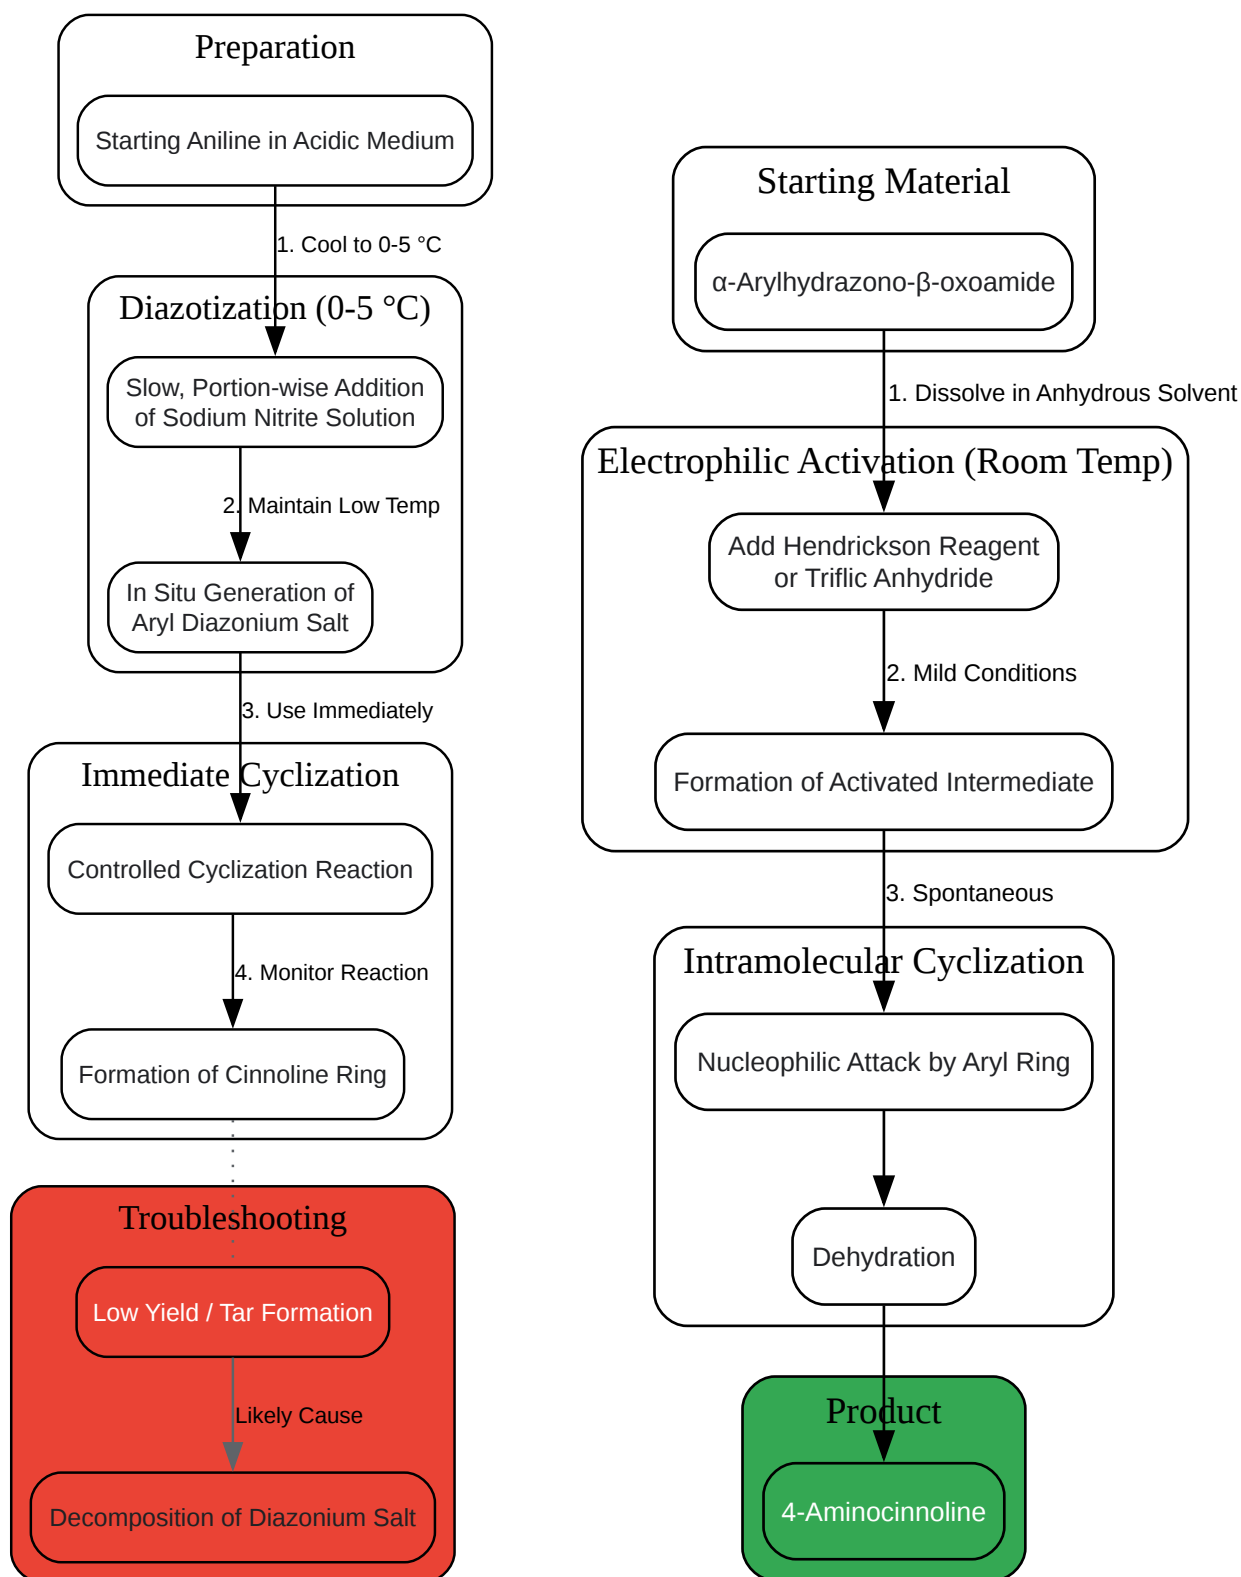 Preparation
Starting Aniline in Acidic Medium
1. Cool to 0-5 °C
Diazotization (0-5 °C)
Slow, Portion-wise Addition
of Sodium Nitrite Solution
2. Maintain Low Temp
In Situ Generation of
Aryl Diazonium Salt
3. Use Immediately
Immediate Cyclization
Controlled Cyclization Reaction
4. Monitor Reaction
Formation of Cinnoline Ring
Troubleshooting
Low Yield / Tar Formation
Likely Cause
Decomposition of Diazonium Salt
Starting Material
α-Arylhydrazono-β-oxoamide
1. Dissolve in Anhydrous Solvent
Electrophilic Activation (Room Temp)
Add Hendrickson Reagent
or Triflic Anhydride
2. Mild Conditions
Formation of Activated Intermediate
3. Spontaneous
Intramolecular Cyclization
Nucleophilic Attack by Aryl Ring
Dehydration
Product
4-Aminocinnoline